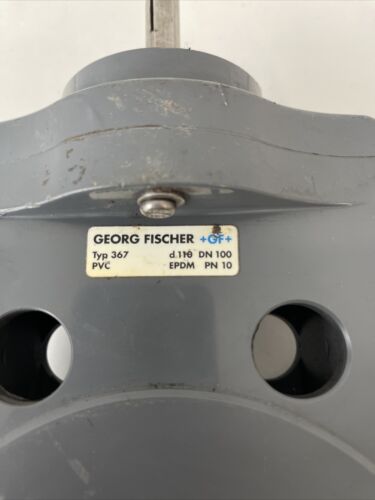 GEORG FISCHER +GF+
Typ 367 d.110 DN 100
PVC EPDM PN 10